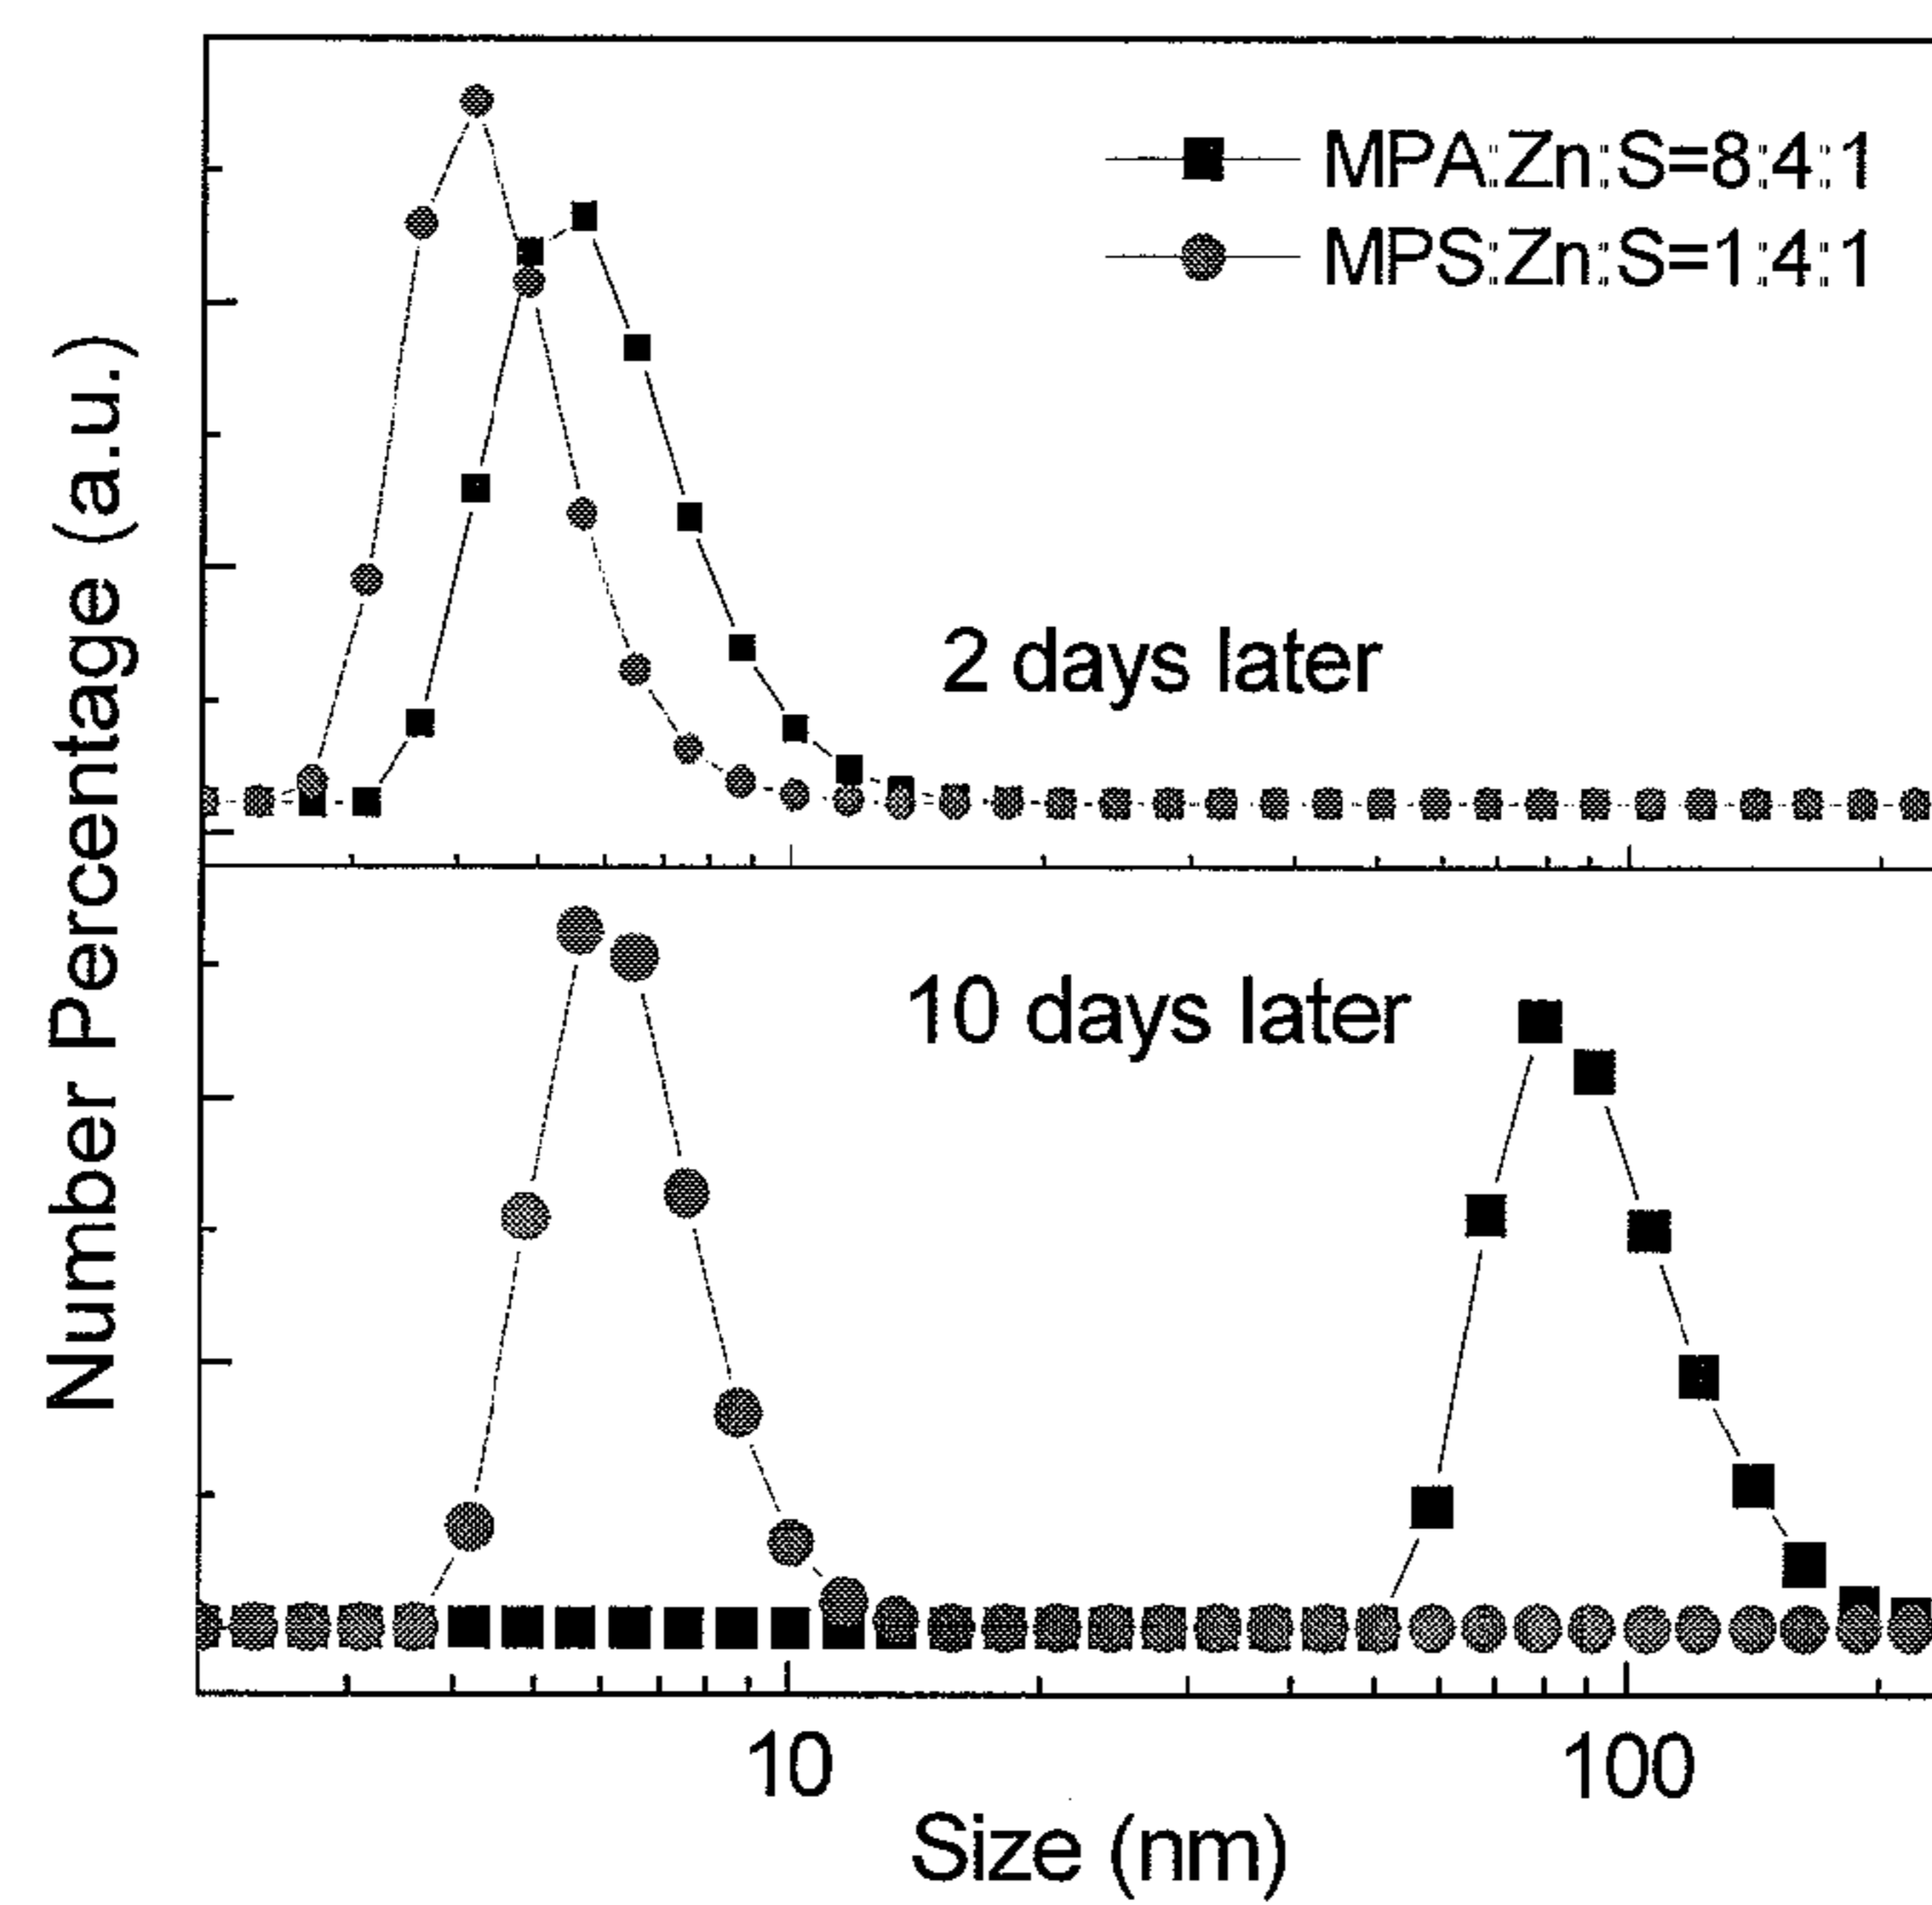 Number Percentage (a.u.)
MPA:Zn:S=8:4:1
MPS:Zn:S=1:4:1
2 days later
10 days later
10
100
Size (nm)